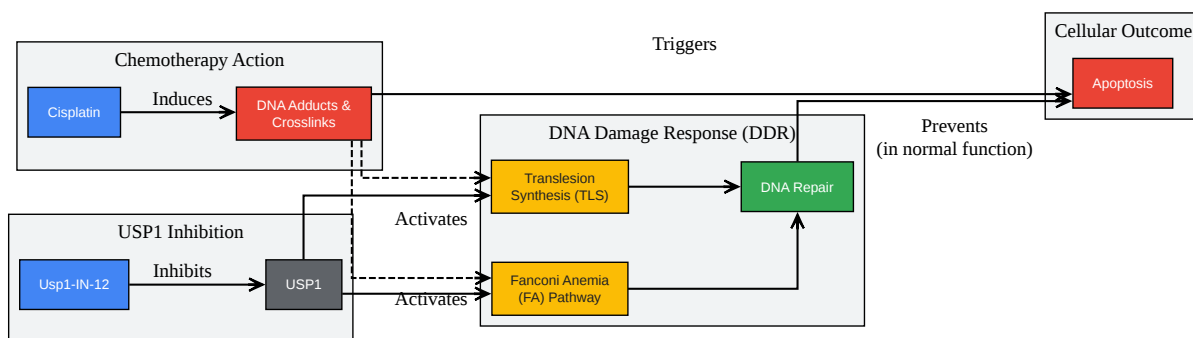 Cellular Outcome
Triggers
Chemotherapy Action
Apoptosis
Cisplatin
Induces
DNA Adducts &
Crosslinks
Prevents
(in normal function)
DNA Damage Response (DDR)
Translesion
Synthesis (TLS)
DNA Repair
Activates
USP1 Inhibition
Usp1-IN-12
Inhibits
USP1
Activates
Fanconi Anemia
(FA) Pathway